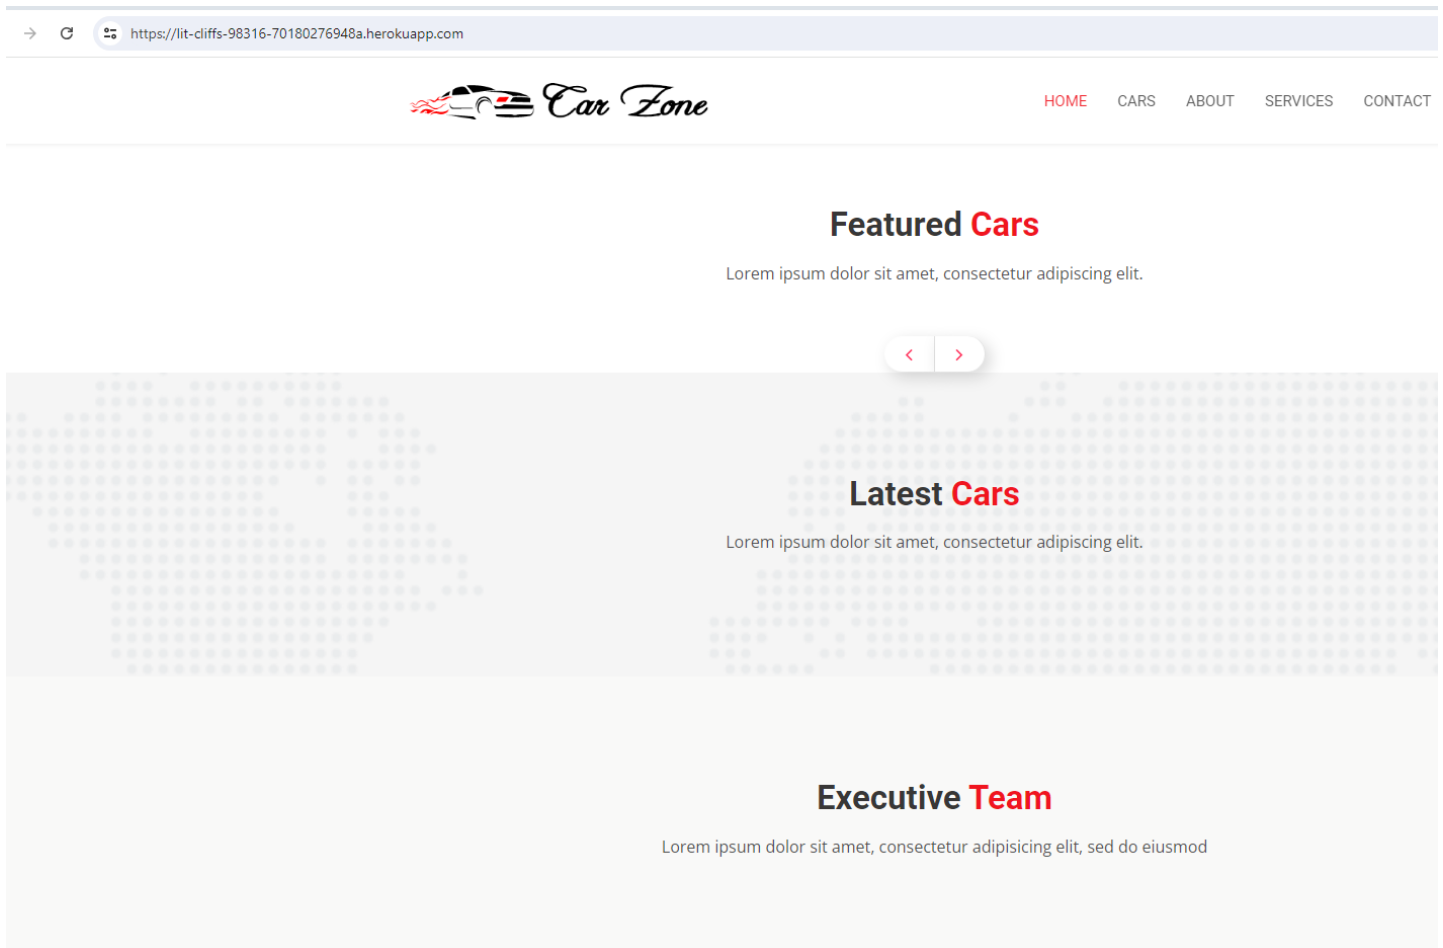 https://lit-cliffs-98316-70180276948a.herokuapp.com
Car Zone
HOME CARS ABOUT SERVICES CONTACT
Featured Cars
Lorem ipsum dolor sit amet, consectetur adipiscing elit.
Latest Cars
Lorem ipsum dolor sit amet, consectetur adipiscing elit.
Executive Team
Lorem ipsum dolor sit amet, consectetur adipisicing elit, sed do eiusmod